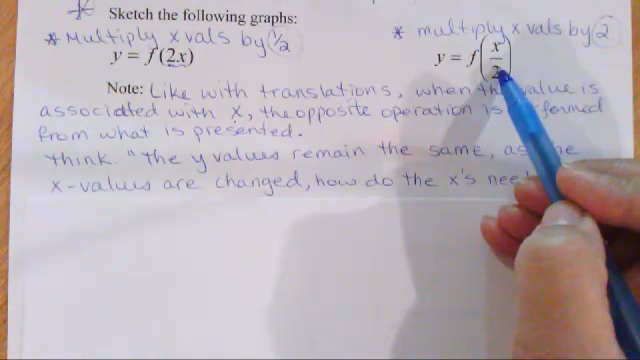 Sketch the following graphs:
* Multiply x vals by 1/2
* multiply x vals by 2
y = f(2x)
y = f(x/2)
Note: Like with translations, when the value is
associated with x, the opposite operation is performed
from what is presented.
Think "the y values remain the same, as the
x-values are changed, how do the x's need